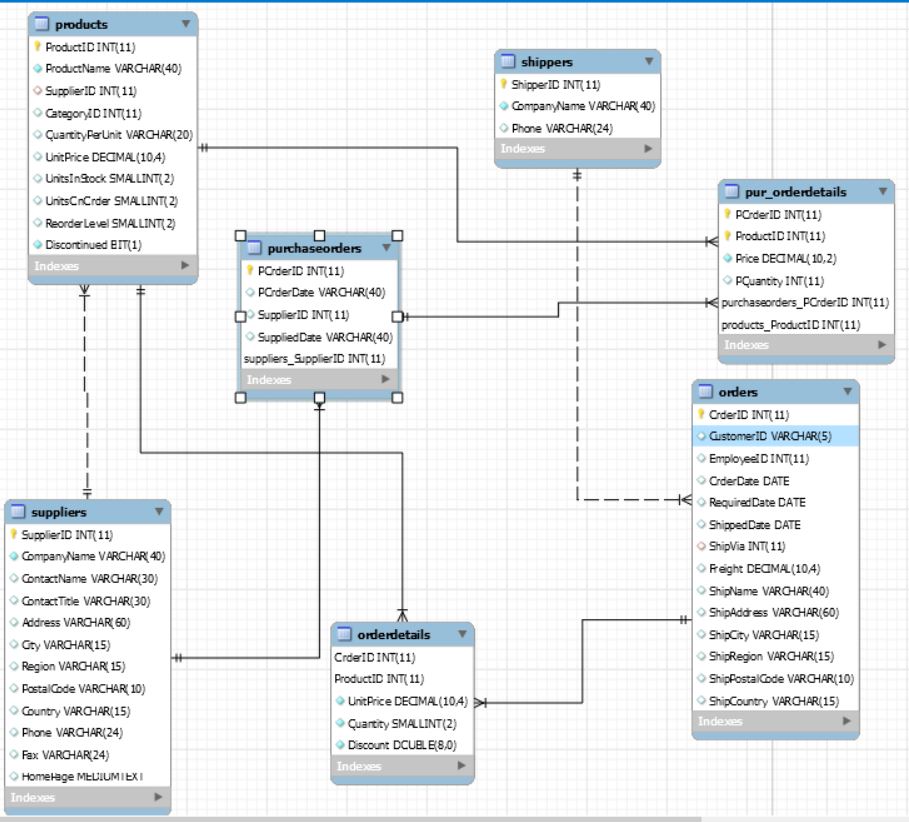 products
ProductID INT(11)
ProductName VARCHAR(40)
SupplierID INT(11)
CategoryID INT(11)
QuantityPerUnit VARCHAR(20)
UnitPrice DECIMAL(10,4)
UnitsInStock SMALLINT(2)
UnitsOnOrder SMALLINT(2)
ReorderLevel SMALLINT(2)
Discontinued BIT(1)
Indexes
shippers
ShipperID INT(11)
CompanyName VARCHAR(40)
Phone VARCHAR(24)
Indexes
pur_orderdetails
POrderID INT(11)
ProductID INT(11)
Price DECIMAL(10,2)
PQuantity INT(11)
purchaseorders_POrderID INT(11)
products_ProductID INT(11)
Indexes
purchaseorders
POrderID INT(11)
POrderDate VARCHAR(40)
SupplierID INT(11)
SuppliedDate VARCHAR(40)
suppliers_SupplierID INT(11)
Indexes
orders
OrderID INT(11)
CustomerID VARCHAR(5)
EmployeeID INT(11)
OrderDate DATE
RequiredDate DATE
ShippedDate DATE
ShipVia INT(11)
Freight DECIMAL(10,4)
ShipName VARCHAR(40)
ShipAddress VARCHAR(60)
ShipCity VARCHAR(15)
ShipRegion VARCHAR(15)
ShipPostalCode VARCHAR(10)
ShipCountry VARCHAR(15)
Indexes
suppliers
SupplierID INT(11)
CompanyName VARCHAR(40)
ContactName VARCHAR(30)
ContactTitle VARCHAR(30)
Address VARCHAR(60)
City VARCHAR(15)
Region VARCHAR(15)
PostalCode VARCHAR(10)
Country VARCHAR(15)
Phone VARCHAR(24)
Fax VARCHAR(24)
HomePage MEDIUMTEXT
Indexes
orderdetails
OrderID INT(11)
ProductID INT(11)
UnitPrice DECIMAL(10,4)
Quantity SMALLINT(2)
Discount DOUBLE(8,0)
Indexes